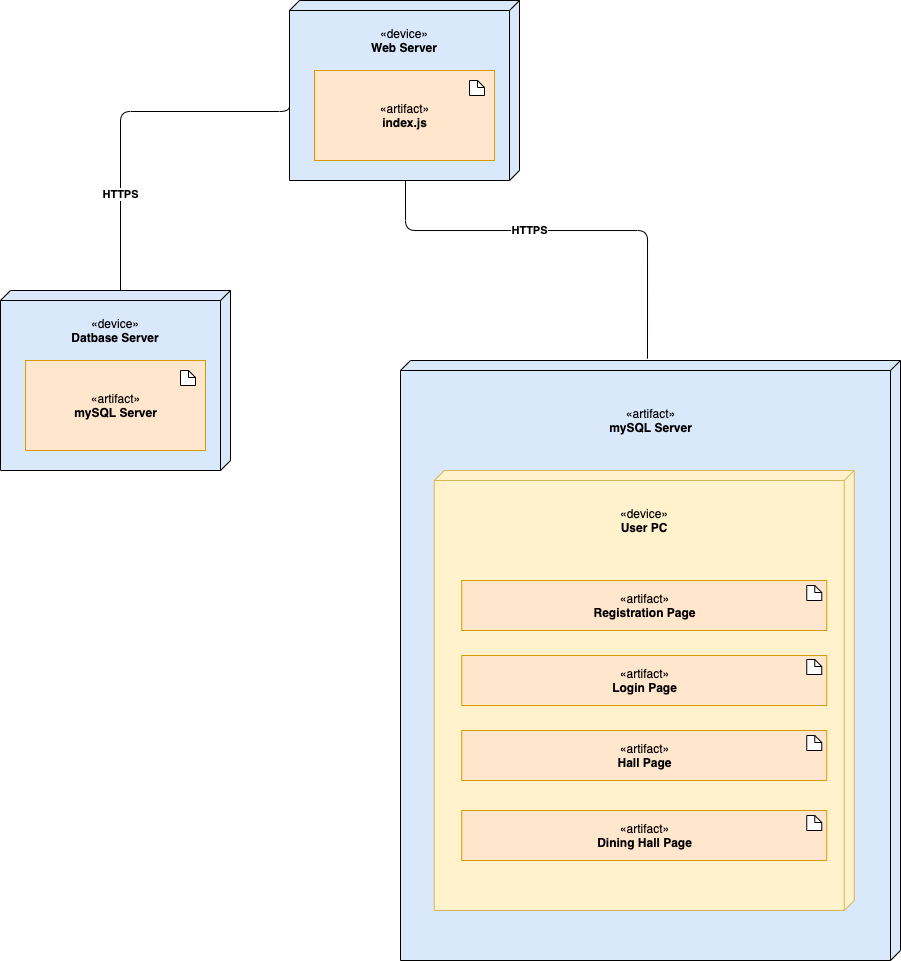 «device»
Web Server
«artifact»
index.js
HTTPS
HTTPS
«device»
Datbase Server
«artifact»
mySQL Server
«artifact»
mySQL Server
«device»
User PC
«artifact»
Registration Page
«artifact»
Login Page
«artifact»
Hall Page
«artifact»
Dining Hall Page